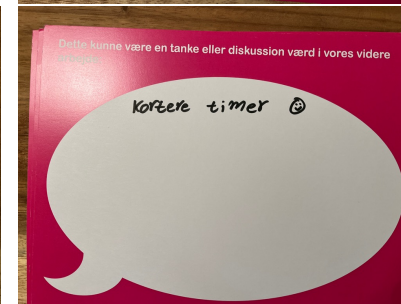 Dette kunne være en tanke eller diskussion værd i vores videre
Kortere timer ☺